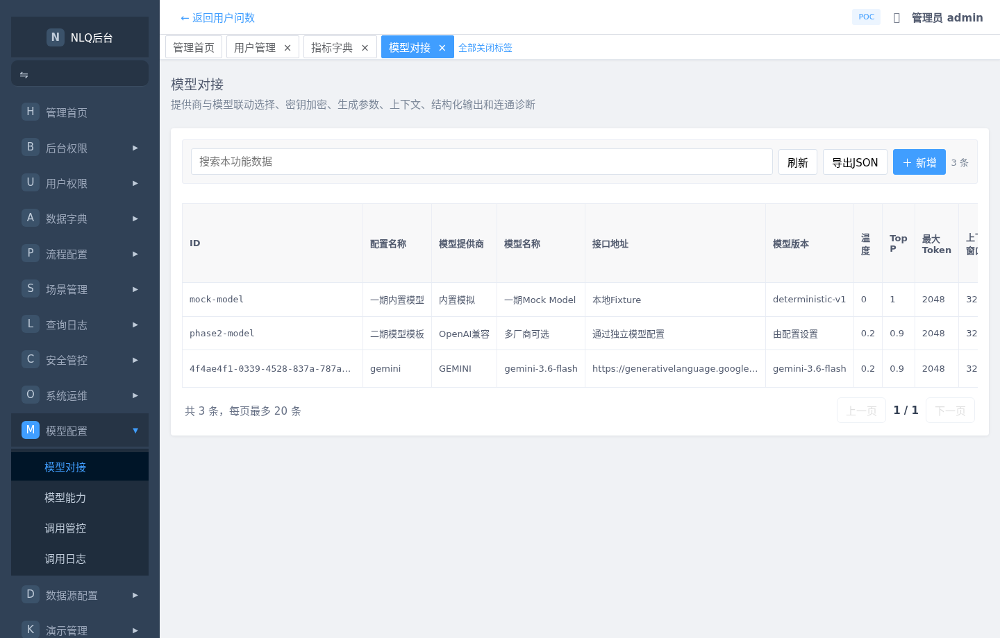 N NLQ后台
⇋
H 管理首页
B 后台权限 ▶
U 用户权限 ▶
A 数据字典 ▶
P 流程配置 ▶
S 场景管理 ▶
L 查询日志 ▶
C 安全管控 ▶
O 系统运维 ▶
M 模型配置 ▼
模型对接
模型能力
调用管控
调用日志
D 数据源配置 ▶
K 演示管理 ▶
← 返回用户问数 POC 管理员 admin
管理首页 用户管理 × 指标字典 × 模型对接 × 全部关闭标签
模型对接
提供商与模型联动选择、密钥加密、生成参数、上下文、结构化输出和连通诊断
搜索本功能数据 刷新 导出JSON ＋ 新增 3 条
ID 配置名称 模型提供商 模型名称 接口地址 模型版本 温度 Top P 最大 Token 上 窗
mock-model 一期内置模型 内置模拟 一期Mock Model 本地Fixture deterministic-v1 0 1 2048 32
phase2-model 二期模型模板 OpenAI兼容 多厂商可选 通过独立模型配置 由配置设置 0.2 0.9 2048 32
4f4ae4f1-0339-4528-837a-787a… gemini GEMINI gemini-3.6-flash https://generativelanguage.google… gemini-3.6-flash 0.2 0.9 2048 32
共 3 条，每页最多 20 条 上一页 1 / 1 下一页